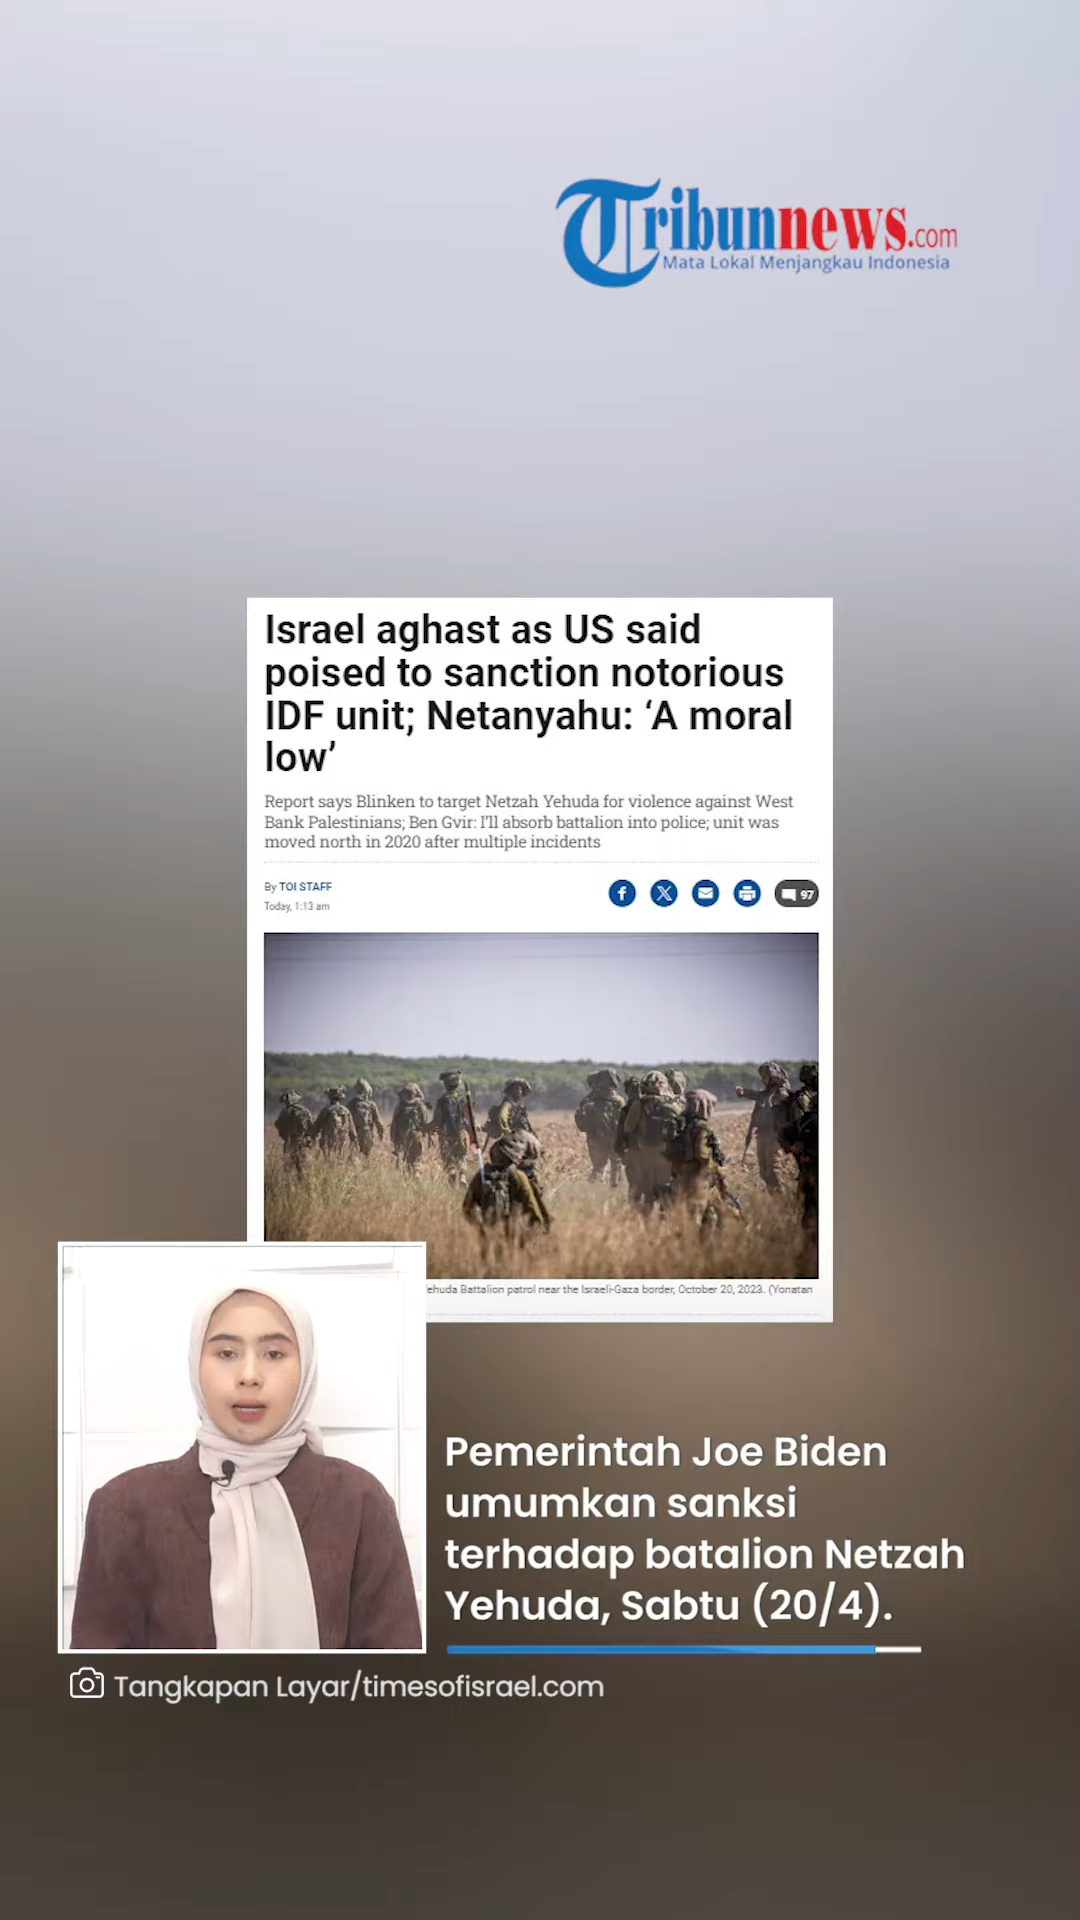 Tribunnews.com
Mata Lokal Menjangkau Indonesia
Israel aghast as US said
poised to sanction notorious
IDF unit; Netanyahu: ‘A moral
low’
Report says Blinken to target Netzah Yehuda for violence against West
Bank Palestinians; Ben Gvir: I’ll absorb battalion into police; unit was
moved north in 2020 after multiple incidents
By TOI STAFF
Today, 1:13 am
97
Battalion patrol near the Israeli-Gaza border, October 20, 2023. (Yonatan
Pemerintah Joe Biden
umumkan sanksi
terhadap batalion Netzah
Yehuda, Sabtu (20/4).
Tangkapan Layar/timesofisrael.com